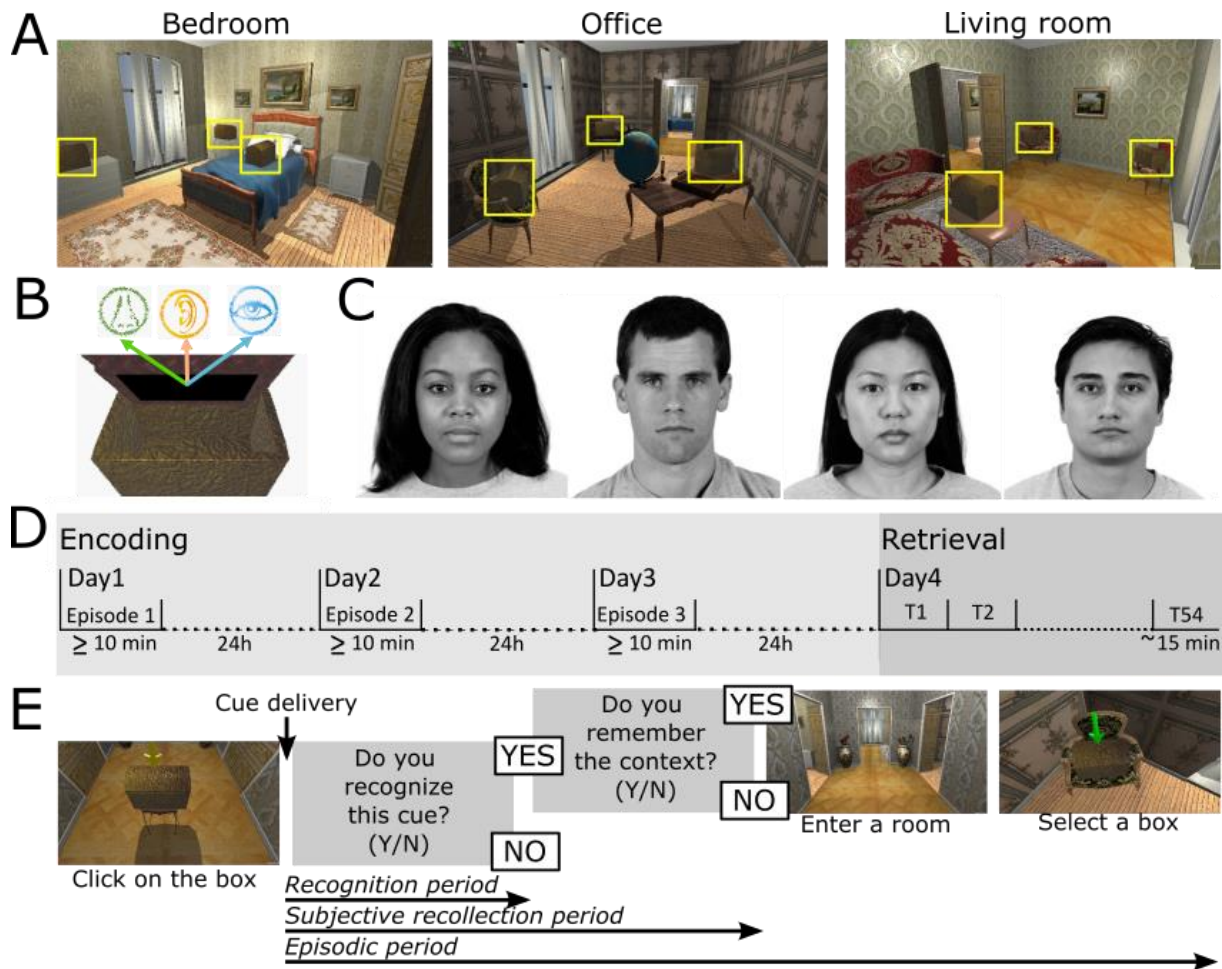 A
Bedroom
Office
Living room
B
C
D
Encoding
Retrieval
Day1
Day2
Day3
Day4
Episode 1
Episode 2
Episode 3
T1
T2
T54
≥ 10 min
24h
≥ 10 min
24h
≥ 10 min
24h
~15 min
E
Cue delivery
Click on the box
Do you
recognize
this cue?
(Y/N)
YES
NO
Do you
remember
the context?
(Y/N)
YES
NO
Enter a room
Select a box
Recognition period
Subjective recollection period
Episodic period